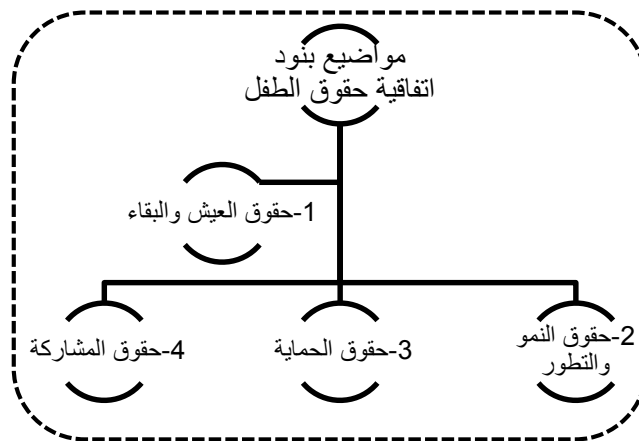 مواضيع بنود
اتفاقية حقوق الطفل
1-حقوق العيش والبقاء
2-حقوق النمو
والتطور
3-حقوق الحماية
4-حقوق المشاركة